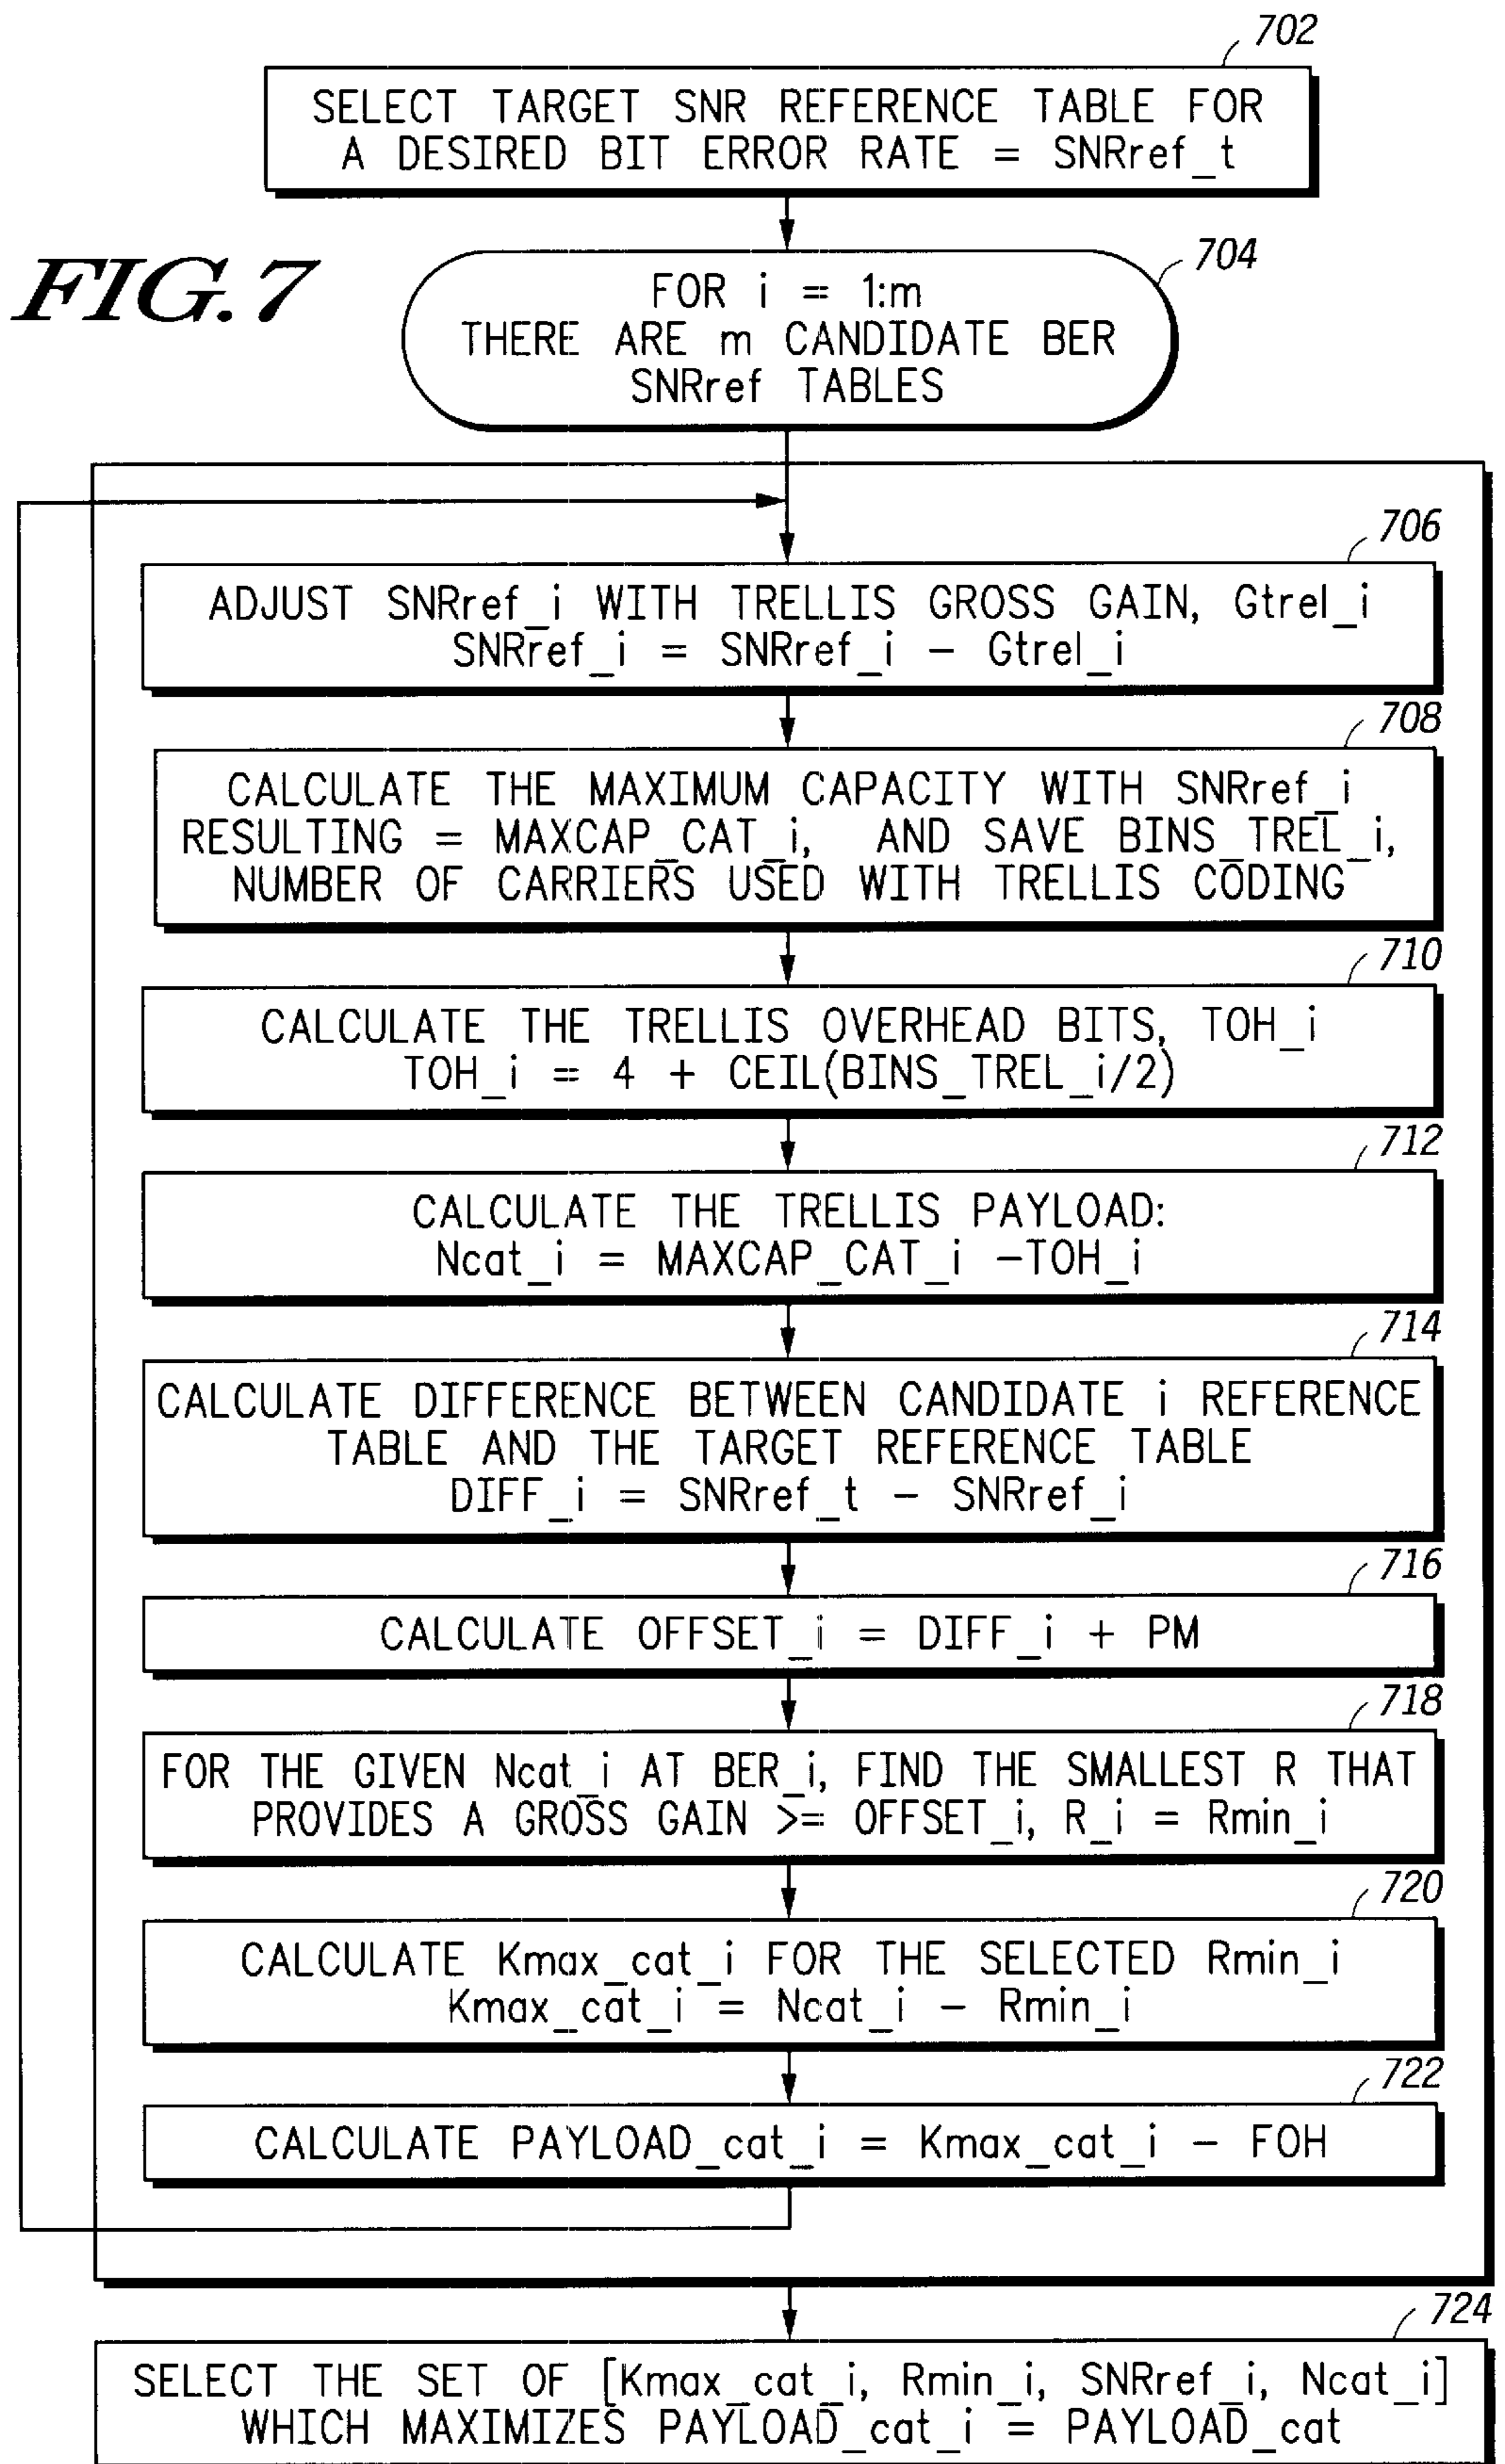 702
SELECT TARGET SNR REFERENCE TABLE FOR
A DESIRED BIT ERROR RATE = SNRref_t
FIG. 7
704
FOR i = 1:m
THERE ARE m CANDIDATE BER
SNRref TABLES
706
ADJUST SNRref_i WITH TRELLIS GROSS GAIN, Gtrel_i
SNRref_i = SNRref_i - Gtrel_i
708
CALCULATE THE MAXIMUM CAPACITY WITH SNRref_i
RESULTING = MAXCAP_CAT_i, AND SAVE BINS_TREL_i,
NUMBER OF CARRIERS USED WITH TRELLIS CODING
710
CALCULATE THE TRELLIS OVERHEAD BITS, TOH_i
TOH_i = 4 + CEIL(BINS_TREL_i/2)
712
CALCULATE THE TRELLIS PAYLOAD:
Ncat_i = MAXCAP_CAT_i -TOH_i
714
CALCULATE DIFFERENCE BETWEEN CANDIDATE i REFERENCE
TABLE AND THE TARGET REFERENCE TABLE
DIFF_i = SNRref_t - SNRref_i
716
CALCULATE OFFSET_i = DIFF_i + PM
718
FOR THE GIVEN Ncat_i AT BER_i, FIND THE SMALLEST R THAT
PROVIDES A GROSS GAIN >= OFFSET_i, R_i = Rmin_i
720
CALCULATE Kmax_cat_i FOR THE SELECTED Rmin_i
Kmax_cat_i = Ncat_i - Rmin_i
722
CALCULATE PAYLOAD_cat_i = Kmax_cat_i - FOH
724
SELECT THE SET OF [Kmax_cat_i, Rmin_i, SNRref_i, Ncat_i]
WHICH MAXIMIZES PAYLOAD_cat_i = PAYLOAD_cat